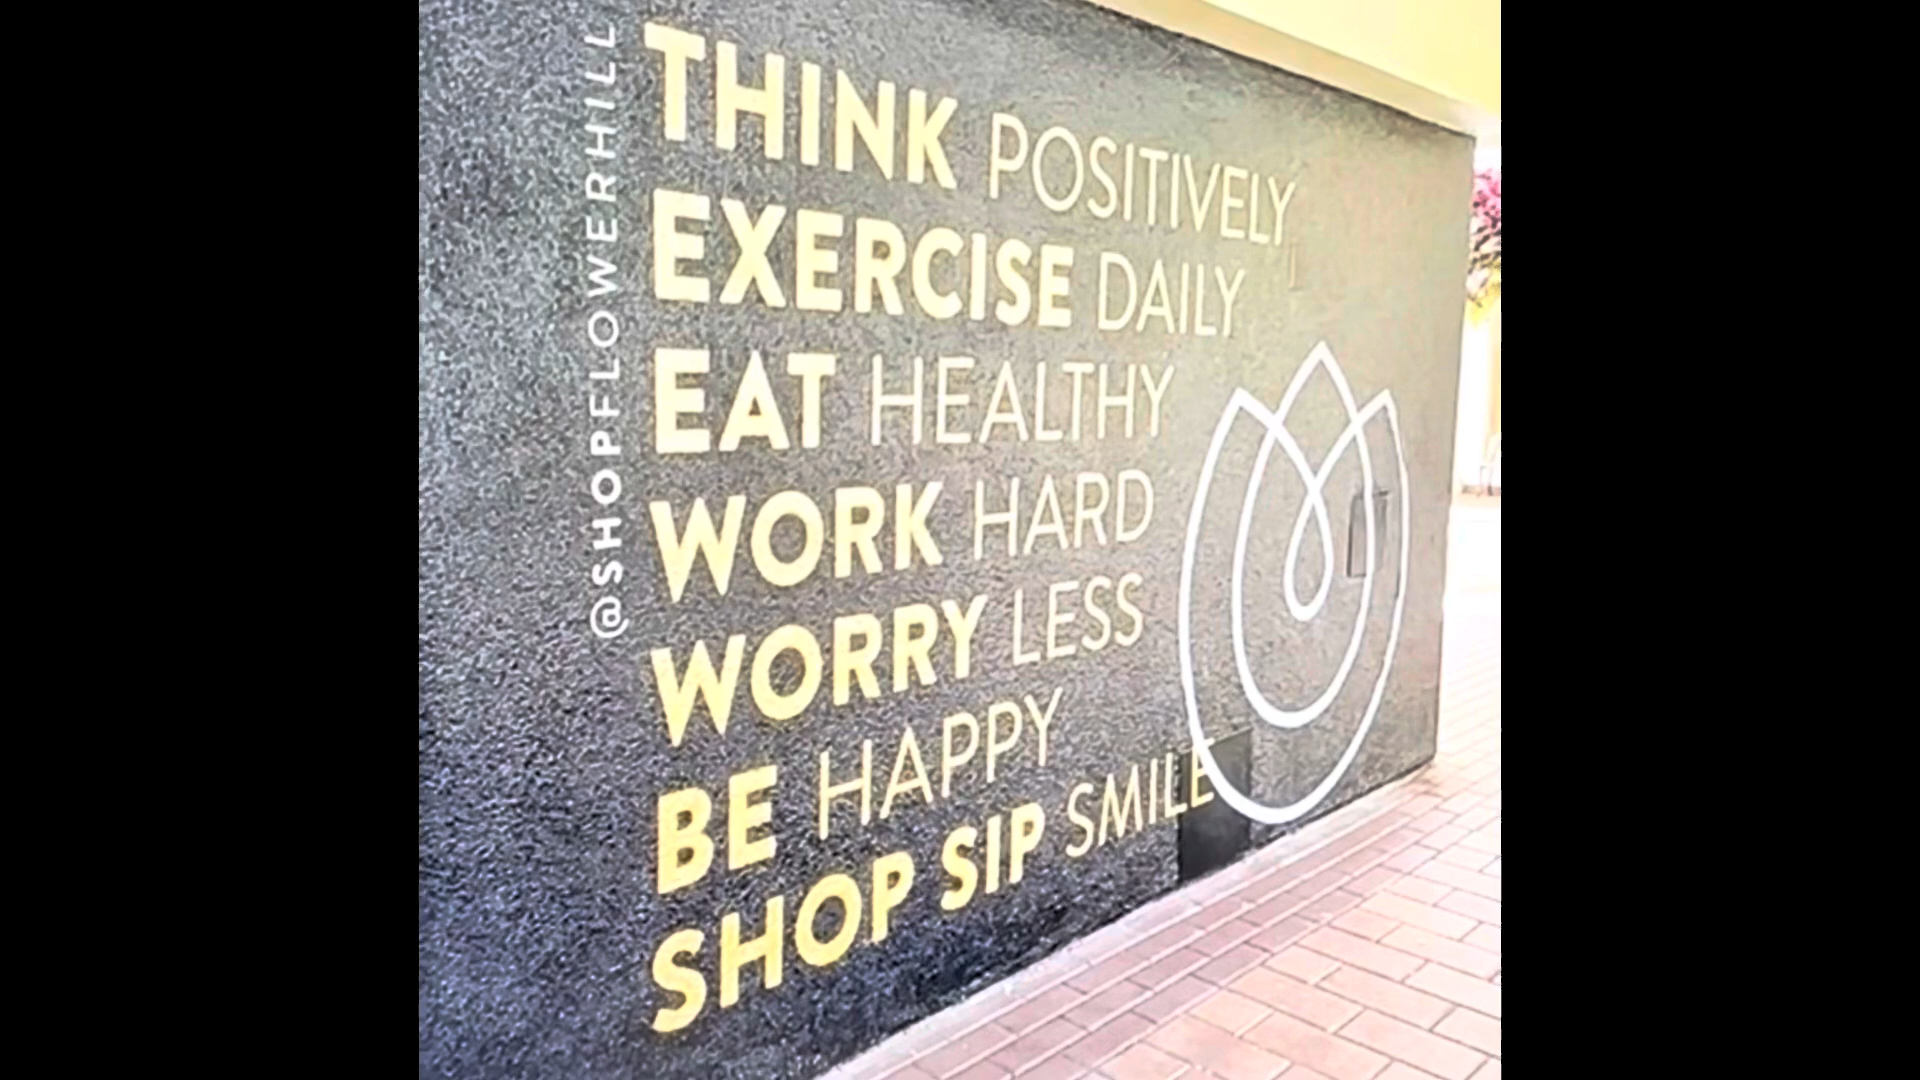 @SHOPFLOWERHILL
THINK POSITIVELY
EXERCISE DAILY
EAT HEALTHY
WORK HARD
WORRY LESS
BE HAPPY
SHOP SIP SMILE